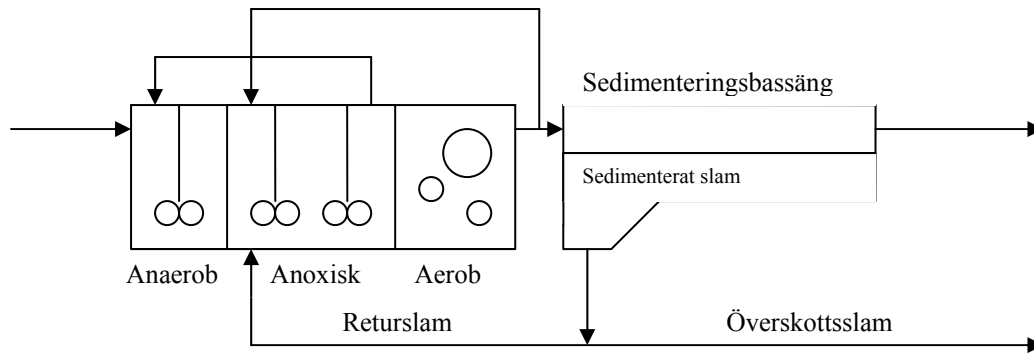 Sedimenteringsbassäng
Sedimenterat slam
Anaerob
Anoxisk
Aerob
Returslam
Överskottsslam